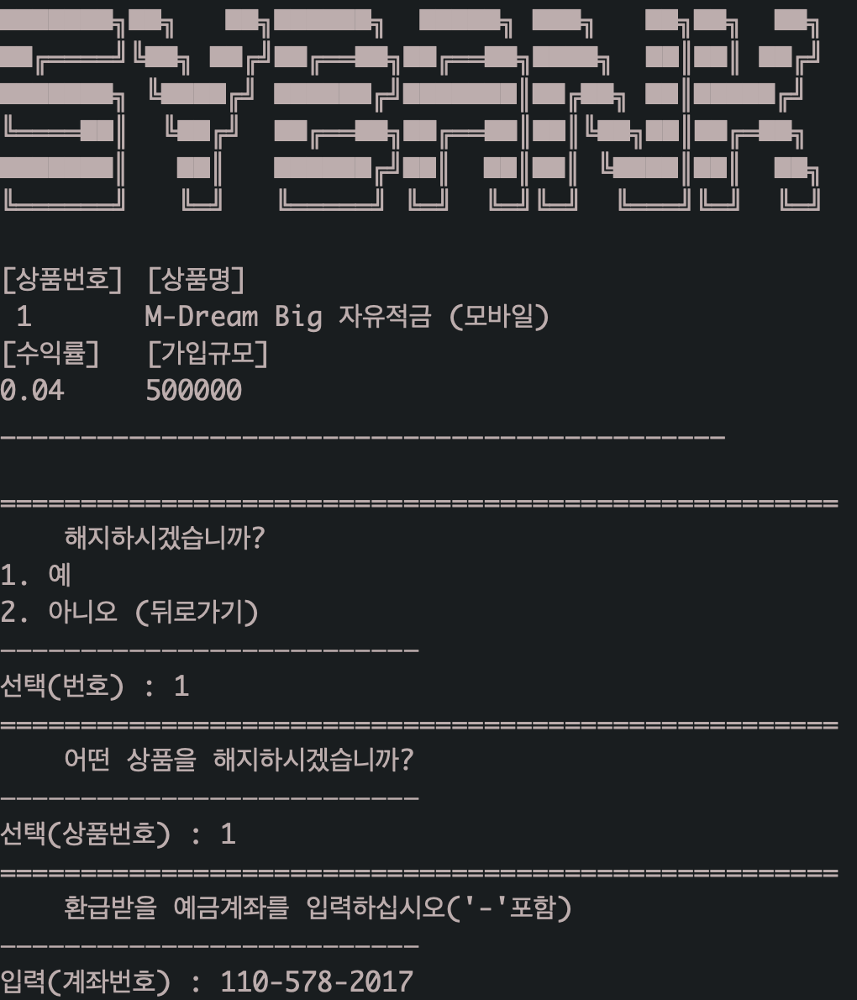 SYBANK
[상품번호] [상품명]
1 M-Dream Big 자유적금 (모바일)
[수익률] [가입규모]
0.04 500000
---------------------------------------------
====================================================
해지하시겠습니까?
1. 예
2. 아니오 (뒤로가기)
--------------------------
선택(번호) : 1
====================================================
어떤 상품을 해지하시겠습니까?
--------------------------
선택(상품번호) : 1
====================================================
환급받을 예금계좌를 입력하십시오('-'포함)
--------------------------
입력(계좌번호) : 110-578-2017